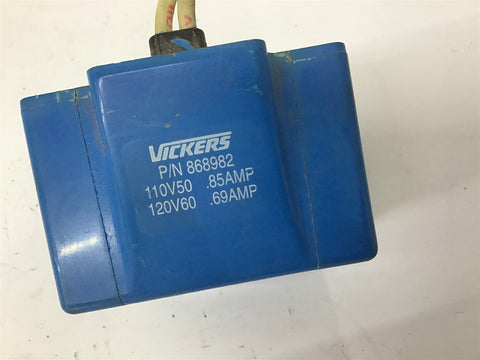 VICKERS
P/N 868982
110V50 .85AMP
120V60 .69AMP